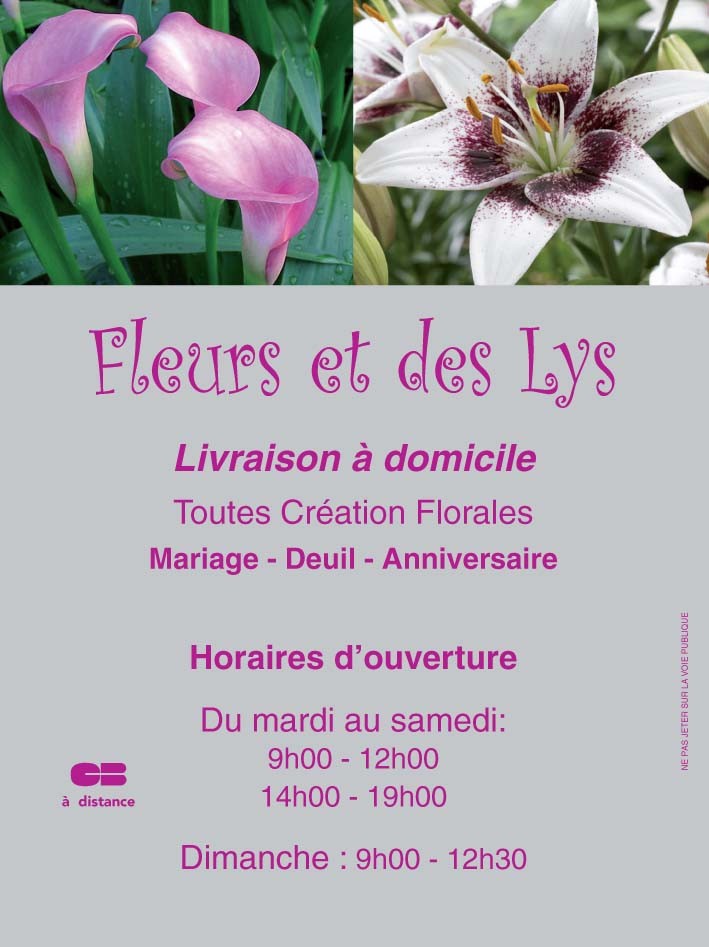 Fleurs et des Lys
Livraison à domicile
Toutes Création Florales
Mariage - Deuil - Anniversaire
Horaires d'ouverture
Du mardi au samedi:
9h00 - 12h00
14h00 - 19h00
CB
à distance
Dimanche : 9h00 - 12h30
NE PAS JETER SUR LA VOIE PUBLIQUE